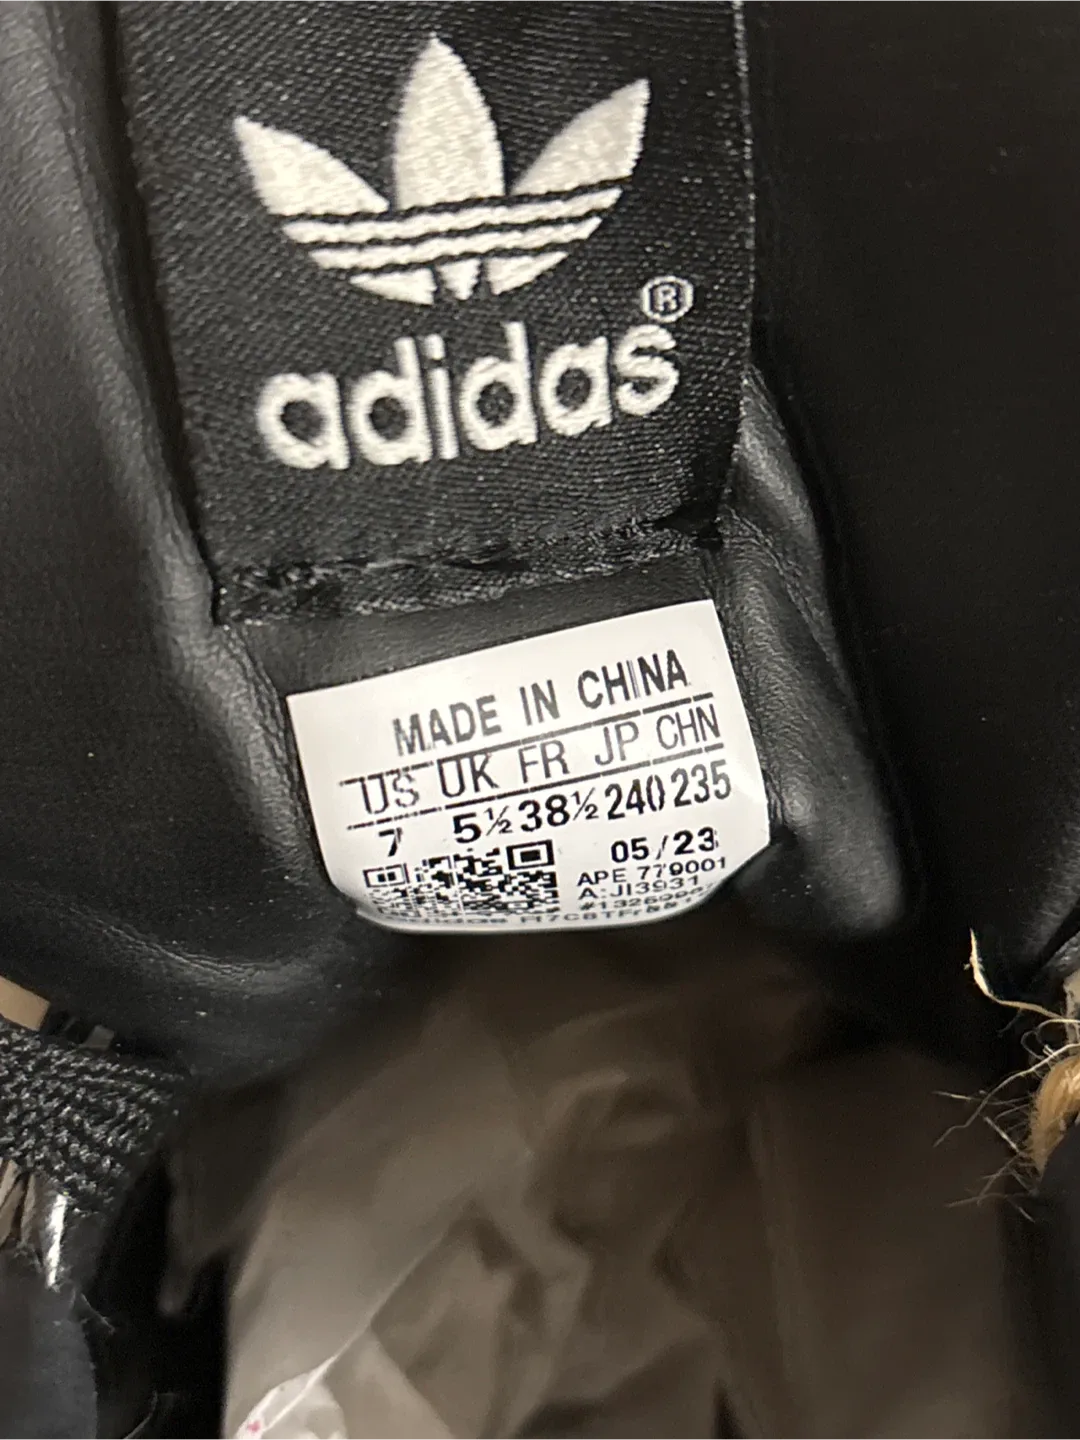 adidas®
MADE IN CHINA
US UK FR JP CHN
7 5½ 38½ 240 235
05/23
APE 779001
A: JI3931